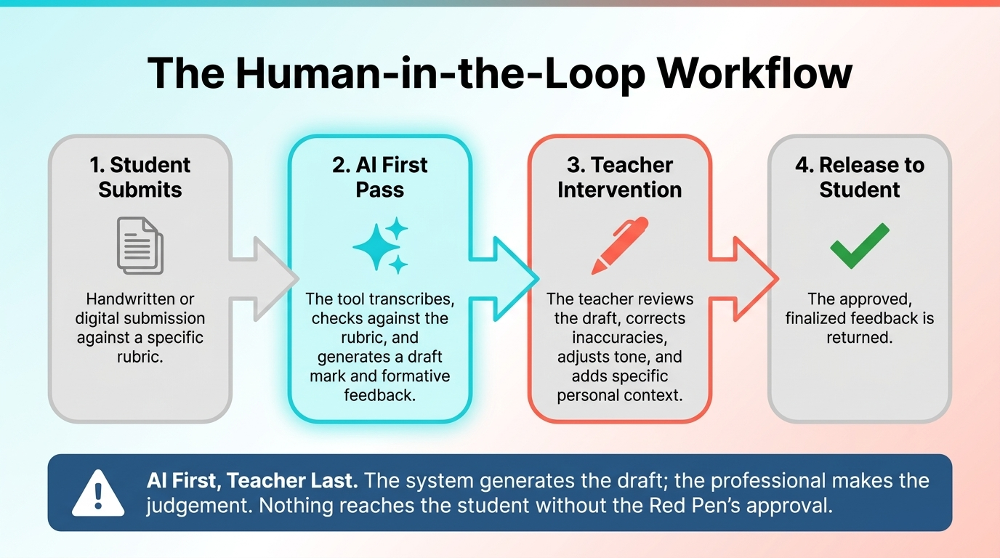 The Human-in-the-Loop Workflow
1. Student
Submits
Handwritten or
digital submission
against a specific
rubric.
2. AI First
Pass
The tool transcribes,
checks against the
rubric, and
generates a draft
mark and formative
feedback.
3. Teacher
Intervention
The teacher reviews
the draft, corrects
inaccuracies,
adjusts tone, and
adds specific
personal context.
4. Release to
Student
The approved,
finalized feedback is
returned.
AI First, Teacher Last. The system generates the draft; the professional makes the
judgement. Nothing reaches the student without the Red Pen’s approval.